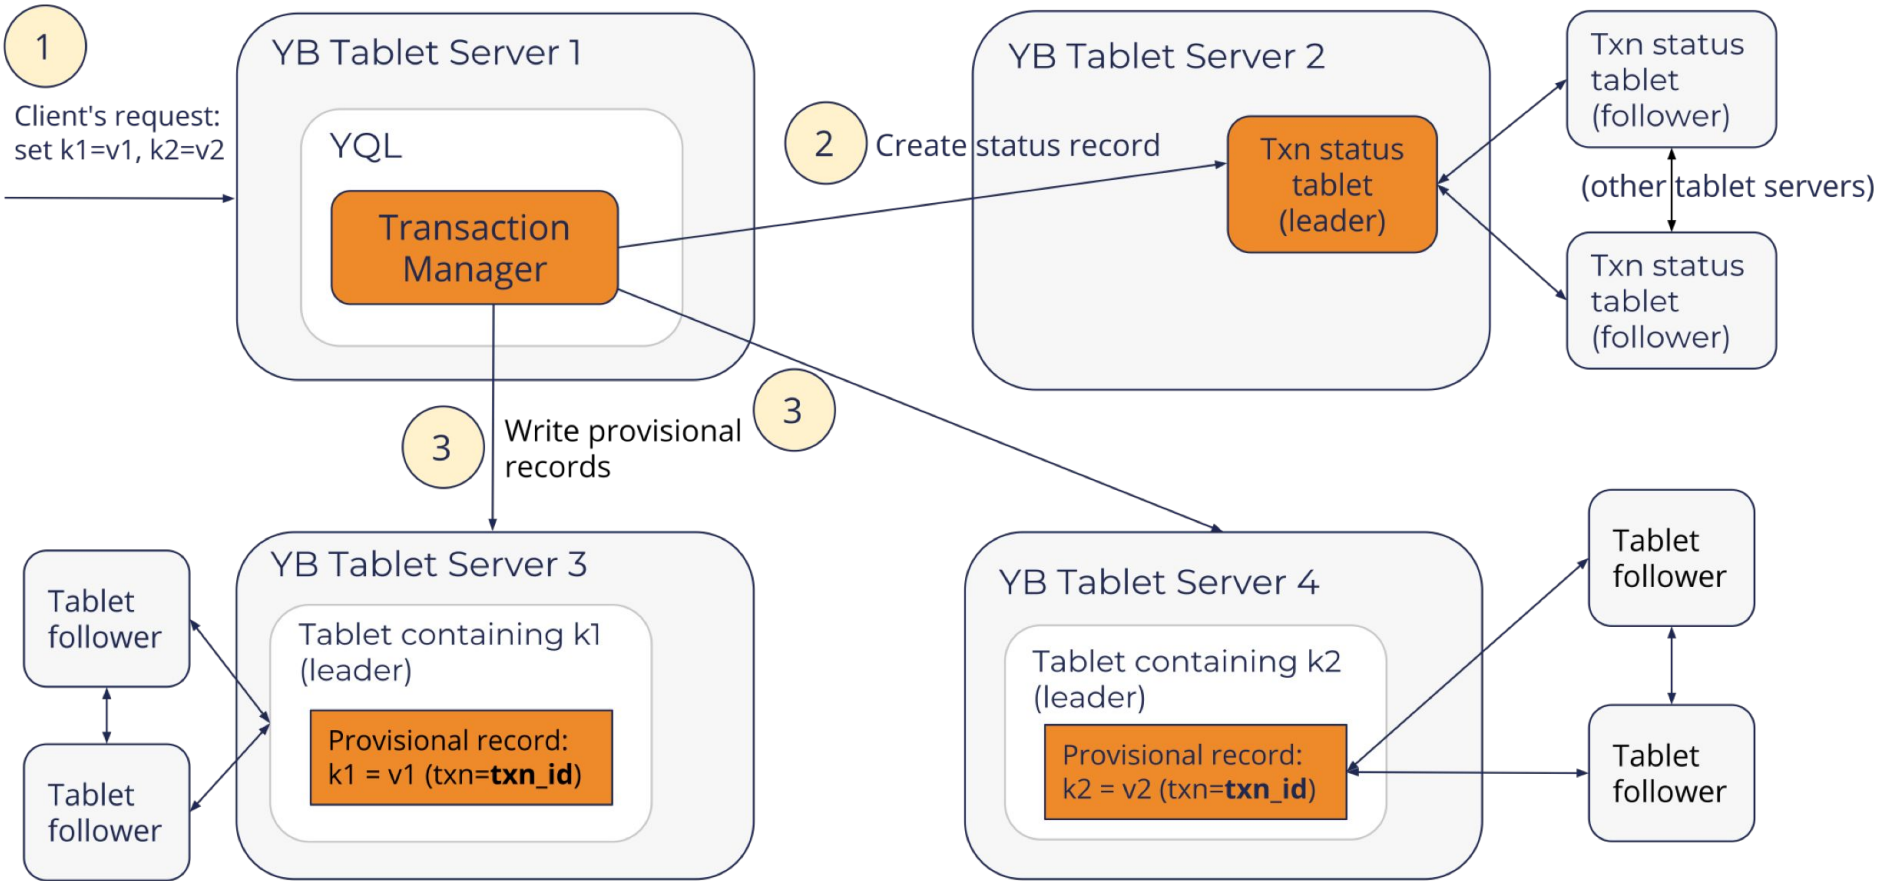 1
Client's request:
set k1=v1, k2=v2
YB Tablet Server 1
YQL
Transaction
Manager
2
Create status record
YB Tablet Server 2
Txn status
tablet
(leader)
Txn status
tablet
(follower)
(other tablet servers)
Txn status
tablet
(follower)
3
Write provisional
records
3
Tablet
follower
Tablet
follower
YB Tablet Server 3
Tablet containing k1
(leader)
Provisional record:
k1 = v1 (txn=txn_id)
YB Tablet Server 4
Tablet containing k2
(leader)
Provisional record:
k2 = v2 (txn=txn_id)
Tablet
follower
Tablet
follower